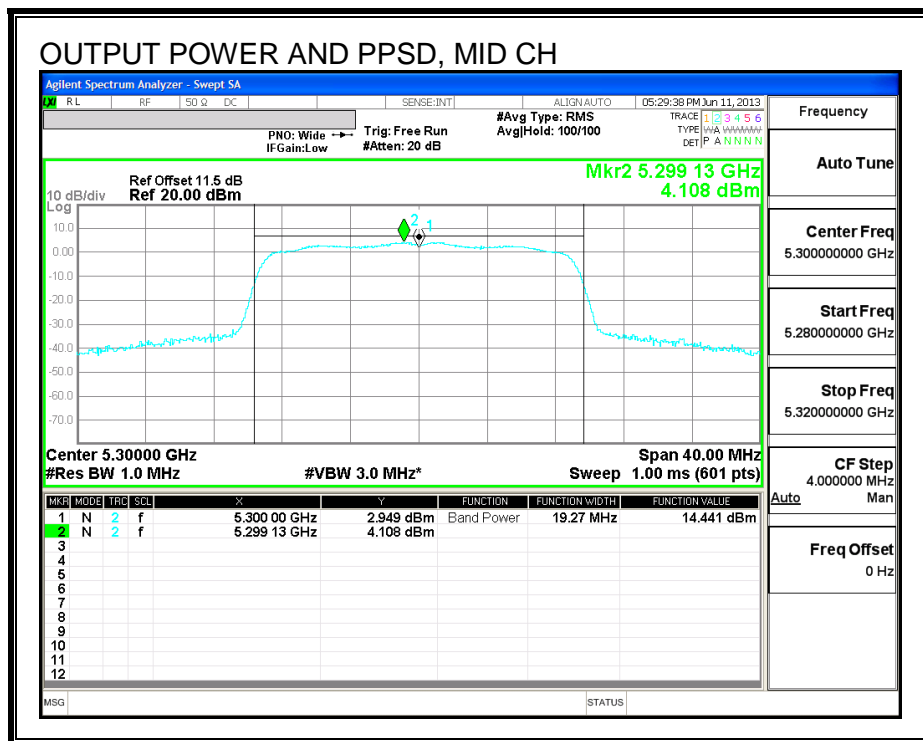 OUTPUT POWER AND PPSD, MID CH
Agilent Spectrum Analyzer - Swept SA
LXI RL RF 50 Ω DC SENSE:INT ALIGNAUTO 05:29:38 PM Jun 11, 2013
PNO: Wide
IFGain:Low
Trig: Free Run
#Atten: 20 dB
#Avg Type: RMS
Avg|Hold: 100/100
TRACE 1 2 3 4 5 6
TYPE WA WWWW
DET P A N N N N
Mkr2 5.299 13 GHz
4.108 dBm
Ref Offset 11.5 dB
10 dB/div Ref 20.00 dBm
Log
10.0
0.00
-10.0
-20.0
-30.0
-40.0
-50.0
-60.0
-70.0
2 1
Center 5.30000 GHz Span 40.00 MHz
#Res BW 1.0 MHz #VBW 3.0 MHz* Sweep 1.00 ms (601 pts)
MKR MODE TRC SCL X Y FUNCTION FUNCTION WIDTH FUNCTION VALUE
1 N 2 f 5.300 00 GHz 2.949 dBm Band Power 19.27 MHz 14.441 dBm
2 N 2 f 5.299 13 GHz 4.108 dBm
3
4
5
6
7
8
9
10
11
12
MSG STATUS
Frequency
Auto Tune
Center Freq
5.300000000 GHz
Start Freq
5.280000000 GHz
Stop Freq
5.320000000 GHz
CF Step
4.000000 MHz
Auto Man
Freq Offset
0 Hz